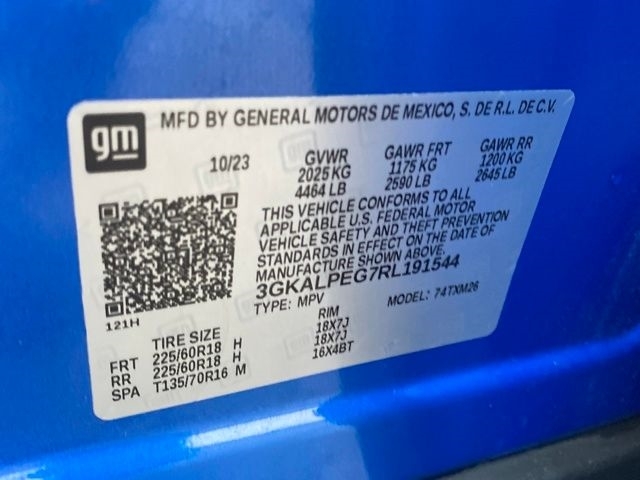 gm
MFD BY GENERAL MOTORS DE MEXICO, S. DE R.L. DE C.V.
10/23 GVWR GAWR FRT GAWR RR
2025 KG 1175 KG 1200 KG
4464 LB 2590 LB 2645 LB
THIS VEHICLE CONFORMS TO ALL
APPLICABLE U.S. FEDERAL MOTOR
VEHICLE SAFETY AND THEFT PREVENTION
STANDARDS IN EFFECT ON THE DATE OF
MANUFACTURE SHOWN ABOVE.
3GKALPEG7RL191544
TYPE: MPV MODEL: 74TXM26
121H
TIRE SIZE RIM
FRT 225/60R18 H 18X7J
RR 225/60R18 H 18X7J
SPA T135/70R16 M 16X4BT